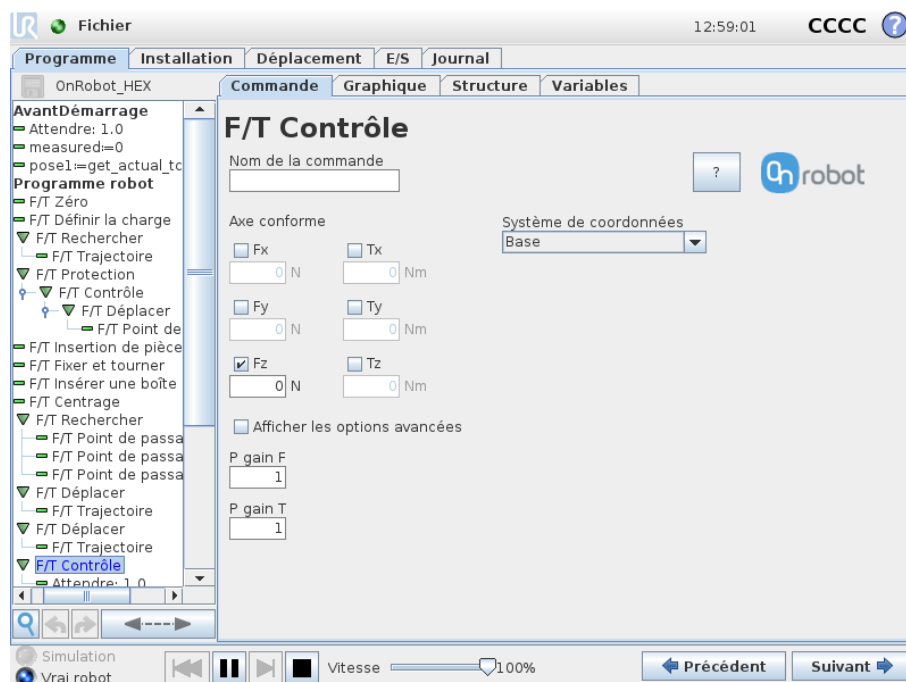 Fichier
12:59:01
CCCC
?
Programme Installation Déplacement E/S Journal
OnRobot_HEX
Commande Graphique Structure Variables
AvantDémarrage
Attendre: 1.0
measured:=0
pose1:=get_actual_tc
Programme robot
F/T Zéro
F/T Définir la charge
F/T Rechercher
F/T Trajectoire
F/T Protection
F/T Contrôle
F/T Déplacer
F/T Point de
F/T Insertion de pièce
F/T Fixer et tourner
F/T Insérer une boîte
F/T Centrage
F/T Rechercher
F/T Point de passa
F/T Point de passa
F/T Point de passa
F/T Déplacer
F/T Trajectoire
F/T Déplacer
F/T Trajectoire
F/T Contrôle
Attendre: 1.0
F/T Contrôle
Nom de la commande
?
On robot
Axe conforme
Système de coordonnées
Base
Fx Tx
0 N 0 Nm
Fy Ty
0 N 0 Nm
Fz Tz
0 N 0 Nm
Afficher les options avancées
P gain F
1
P gain T
1
Simulation
Vrai robot
Vitesse 100%
Précédent Suivant